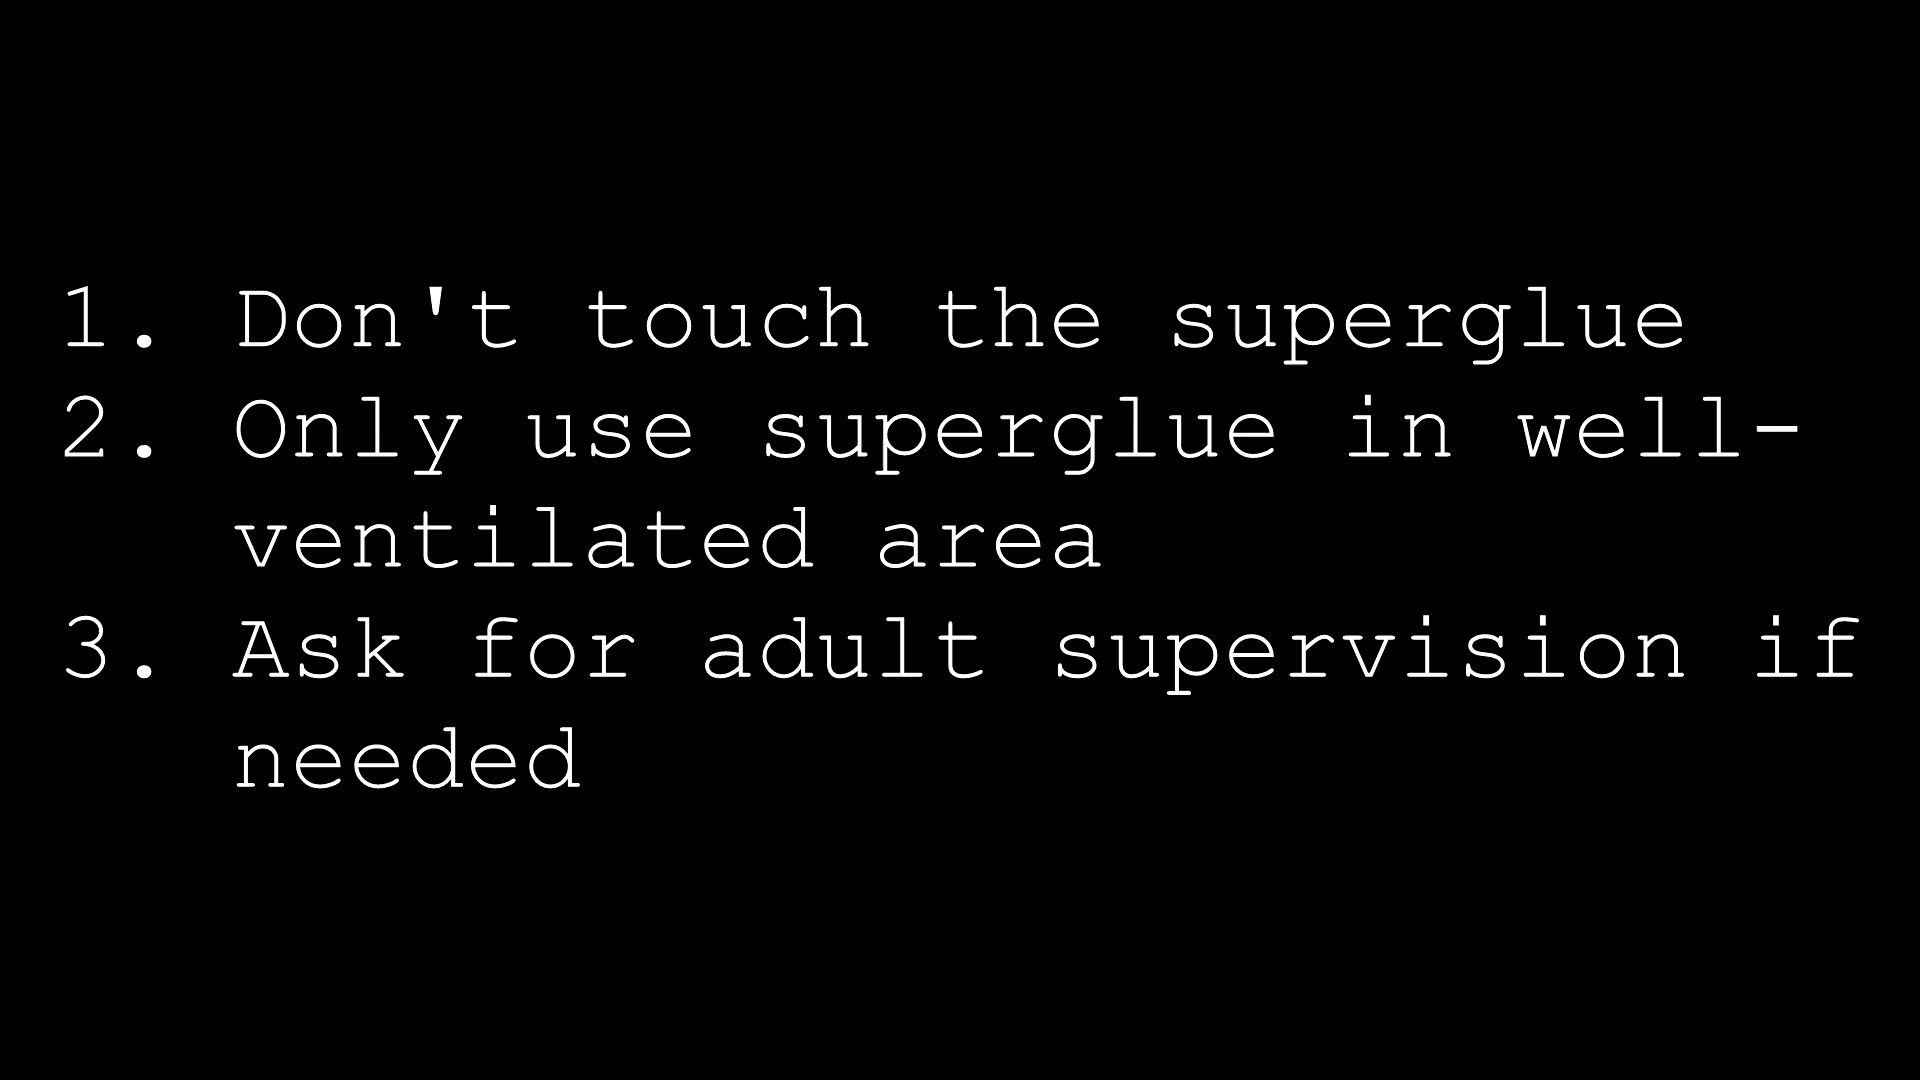 1. Don't touch the superglue
2. Only use superglue in well-
ventilated area
3. Ask for adult supervision if
needed